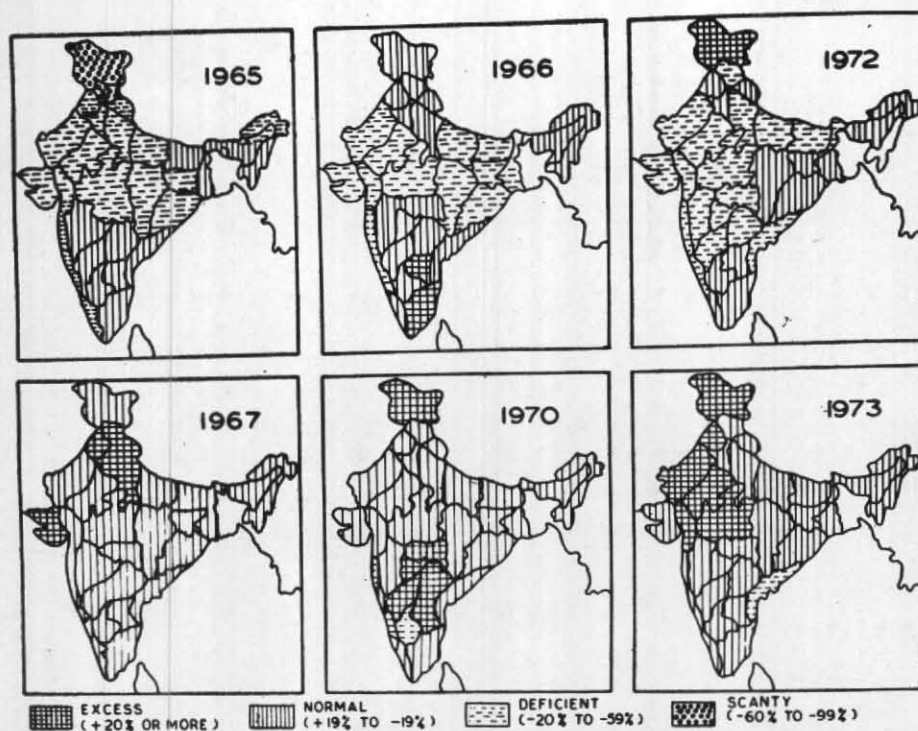 1965
1966
1972
1967
1970
1973
EXCESS
(+20% OR MORE)
NORMAL
(+19% TO -19%)
DEFICIENT
(-20% TO -59%)
SCANTY
(-60% TO -99%)